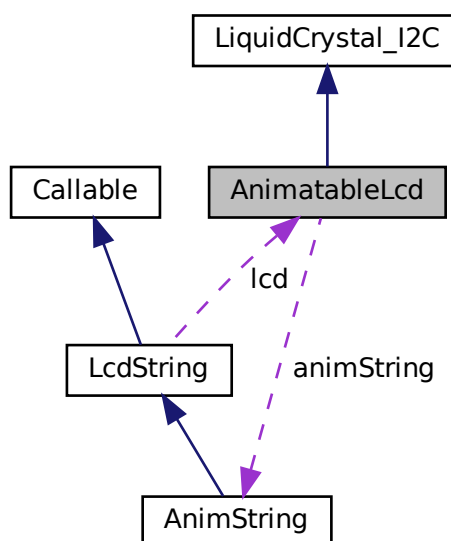 LiquidCrystal_I2C
Callable
AnimatableLcd
lcd
LcdString
animString
AnimString